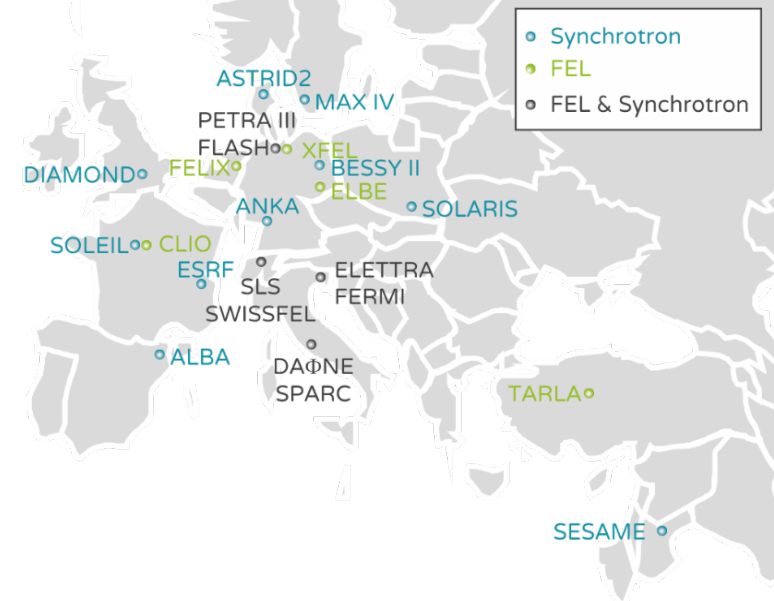 Synchrotron
FEL
FEL & Synchrotron
ASTRID2
MAX IV
PETRA III
FLASH
XFEL
DIAMOND
FELIX
BESSY II
ELBE
ANKA
SOLARIS
SOLEIL
CLIO
ESRF
SLS
SWISSFEL
ELETTRA
FERMI
ALBA
DAΦNE
SPARC
TARLA
SESAME